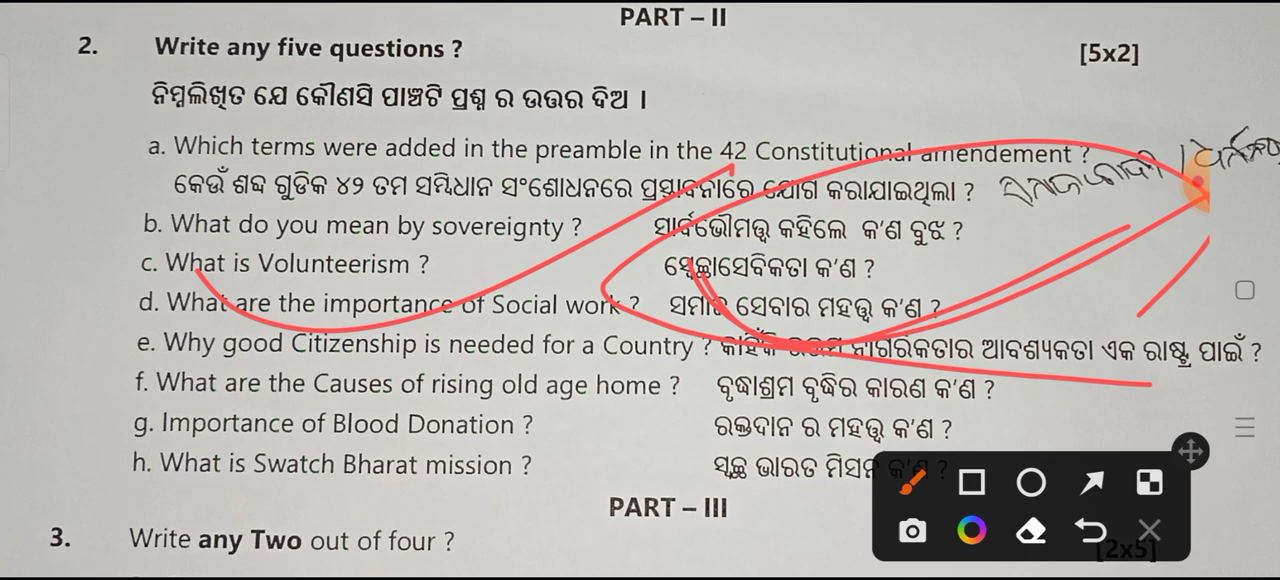 PART – II
2. Write any five questions ? [5x2]
ନିମ୍ନଲିଖିତ ଯେ କୌଣସି ପାଞ୍ଚଟି ପ୍ରଶ୍ନ ର ଉତ୍ତର ଦିଅ ।
a. Which terms were added in the preamble in the 42 Constitutional amendement ?
କେଉଁ ଶବ୍ଦ ଗୁଡିକ ୪୨ ତମ ସମ୍ବିଧାନ ସଂଶୋଧନରେ ପ୍ରସ୍ତାବନାରେ ଯୋଗ କରାଯାଇଥିଲା ?
b. What do you mean by sovereignty ? ସାର୍ବଭୌମତ୍ତ୍ଵ କହିଲେ କ'ଣ ବୁଝ ?
c. What is Volunteerism ? ସ୍ଵେଚ୍ଛାସେବିକତା କ'ଣ ?
d. What are the importance of Social work ? ସମାଜ ସେବାର ମହତ୍ତ୍ଵ କ'ଣ ?
e. Why good Citizenship is needed for a Country ? କାହିଁକି ଉତ୍ତମ ନାଗରିକତାର ଆବଶ୍ୟକତା ଏକ ରାଷ୍ଟ୍ର ପାଇଁ ?
f. What are the Causes of rising old age home ? ବୃଦ୍ଧାଶ୍ରମ ବୃଦ୍ଧିର କାରଣ କ'ଣ ?
g. Importance of Blood Donation ? ରକ୍ତଦାନ ର ମହତ୍ତ୍ଵ କ'ଣ ?
h. What is Swatch Bharat mission ? ସ୍ଵଚ୍ଛ ଭାରତ ମିସନ କ'ଣ ?
PART – III
3. Write any Two out of four ? [2x5]